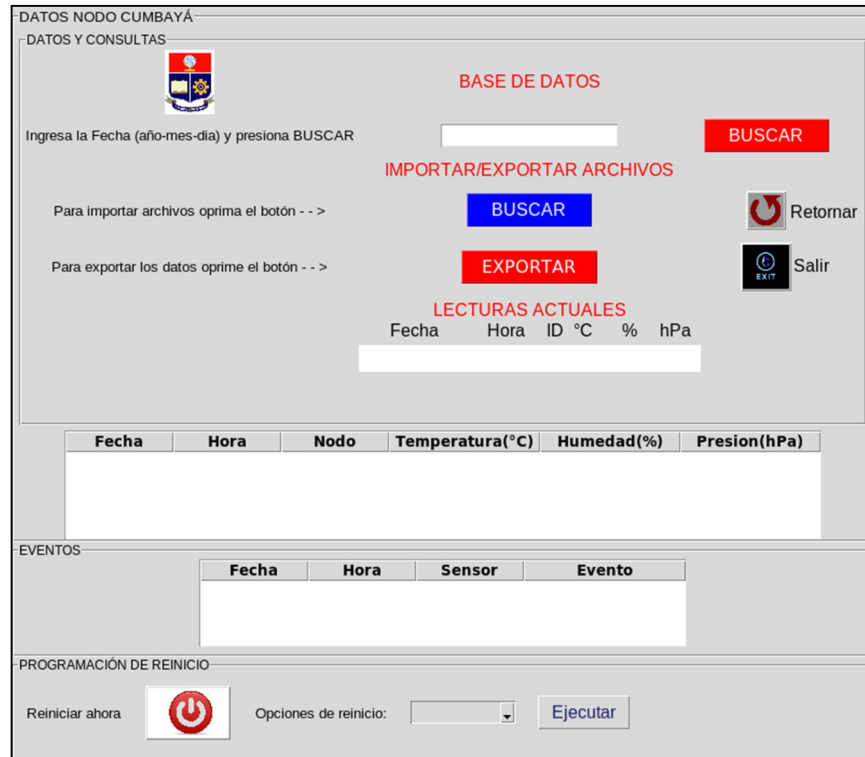 DATOS NODO CUMBAYÁ
DATOS Y CONSULTAS
BASE DE DATOS
Ingresa la Fecha (año-mes-dia) y presiona BUSCAR
BUSCAR
IMPORTAR/EXPORTAR ARCHIVOS
Para importar archivos oprima el botón - - >
BUSCAR
Retornar
Para exportar los datos oprime el botón - - >
EXPORTAR
EXIT
Salir
LECTURAS ACTUALES
Fecha Hora ID °C % hPa
Fecha Hora Nodo Temperatura(°C) Humedad(%) Presion(hPa)
EVENTOS
Fecha Hora Sensor Evento
PROGRAMACIÓN DE REINICIO
Reiniciar ahora
Opciones de reinicio:
Ejecutar